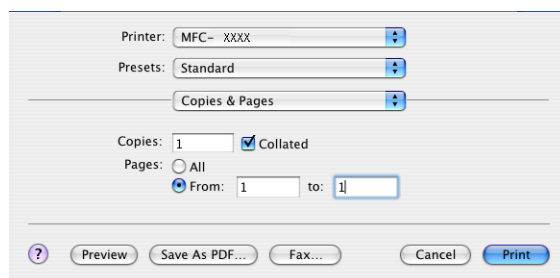 Printer: MFC- XXXX
Presets: Standard
Copies & Pages
Copies: 1 Collated
Pages: All
From: 1 to: 1
? Preview Save As PDF... Fax... Cancel Print